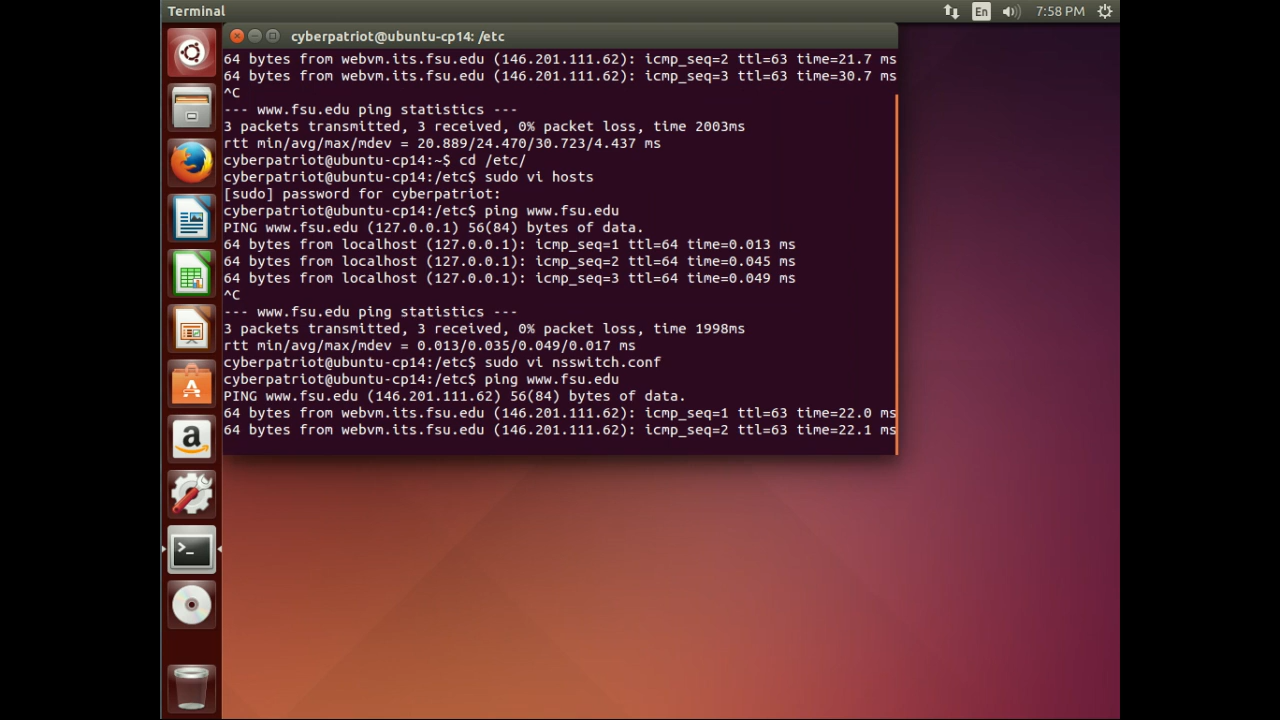 Terminal
En
7:58 PM
cyberpatriot@ubuntu-cp14: /etc
64 bytes from webvm.its.fsu.edu (146.201.111.62): icmp_seq=2 ttl=63 time=21.7 ms
64 bytes from webvm.its.fsu.edu (146.201.111.62): icmp_seq=3 ttl=63 time=30.7 ms
^C
--- www.fsu.edu ping statistics ---
3 packets transmitted, 3 received, 0% packet loss, time 2003ms
rtt min/avg/max/mdev = 20.889/24.470/30.723/4.437 ms
cyberpatriot@ubuntu-cp14:~$ cd /etc/
cyberpatriot@ubuntu-cp14:/etc$ sudo vi hosts
[sudo] password for cyberpatriot:
cyberpatriot@ubuntu-cp14:/etc$ ping www.fsu.edu
PING www.fsu.edu (127.0.0.1) 56(84) bytes of data.
64 bytes from localhost (127.0.0.1): icmp_seq=1 ttl=64 time=0.013 ms
64 bytes from localhost (127.0.0.1): icmp_seq=2 ttl=64 time=0.045 ms
64 bytes from localhost (127.0.0.1): icmp_seq=3 ttl=64 time=0.049 ms
^C
--- www.fsu.edu ping statistics ---
3 packets transmitted, 3 received, 0% packet loss, time 1998ms
rtt min/avg/max/mdev = 0.013/0.035/0.049/0.017 ms
cyberpatriot@ubuntu-cp14:/etc$ sudo vi nsswitch.conf
cyberpatriot@ubuntu-cp14:/etc$ ping www.fsu.edu
PING www.fsu.edu (146.201.111.62) 56(84) bytes of data.
64 bytes from webvm.its.fsu.edu (146.201.111.62): icmp_seq=1 ttl=63 time=22.0 ms
64 bytes from webvm.its.fsu.edu (146.201.111.62): icmp_seq=2 ttl=63 time=22.1 ms